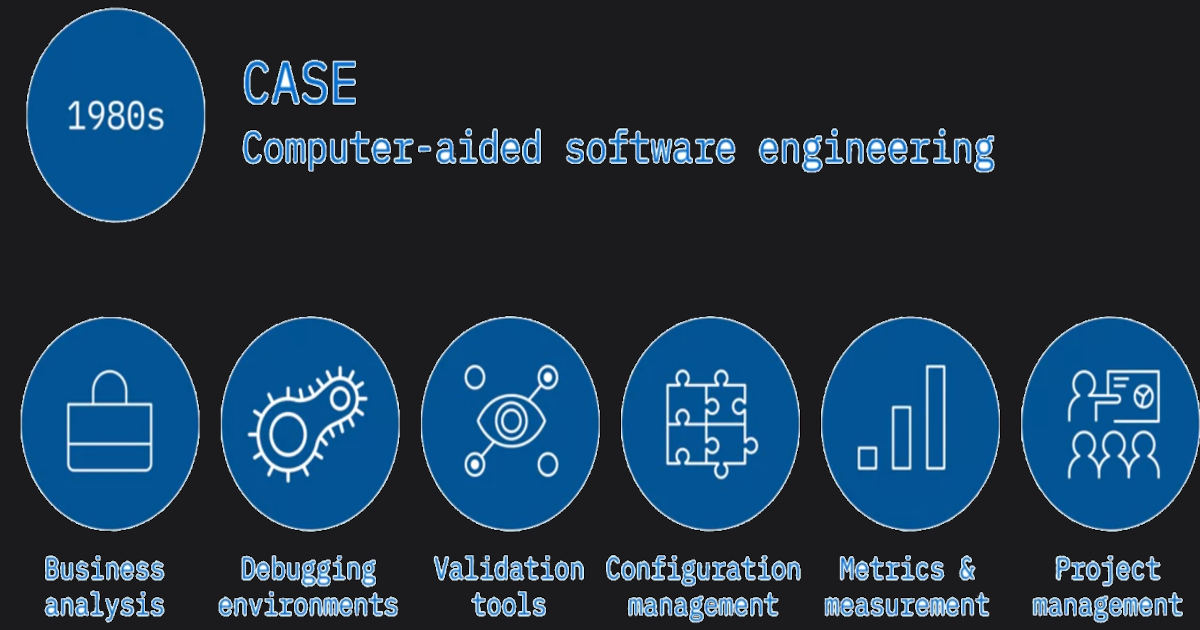 1980s
CASE
Computer-aided software engineering
Business
analysis
Debugging
environments
Validation
tools
Configuration
management
Metrics &
measurement
Project
management